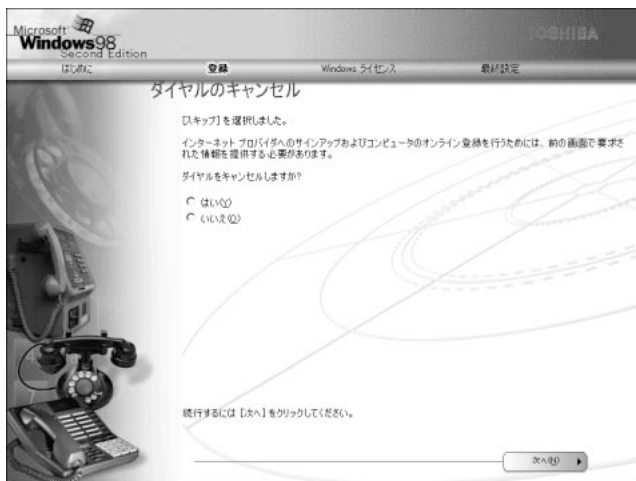 Microsoft
Windows98
Second Edition
TOSHIBA
はじめに 登録 Windows ライセンス 最終設定
ダイヤルのキャンセル
[スキップ] を選択しました。
インターネット プロバイダへのサインアップおよびコンピュータのオンライン登録を行うためには、前の画面で要求さ
れた情報を提供する必要があります。
ダイヤルをキャンセルしますか?
はい(Y)
いいえ(O)
続行するには [次へ] をクリックしてください。
次へ(N)